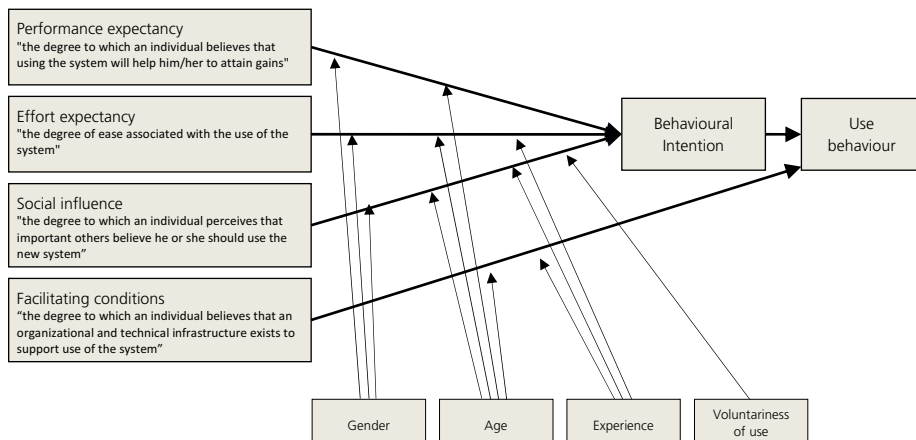 Performance expectancy
"the degree to which an individual believes that
using the system will help him/her to attain gains"
Effort expectancy
"the degree of ease associated with the use of the
system"
Social influence
"the degree to which an individual perceives that
important others believe he or she should use the
new system”
Facilitating conditions
“the degree to which an individual believes that an
organizational and technical infrastructure exists to
support use of the system”
Behavioural
Intention
Use
behaviour
Gender
Age
Experience
Voluntariness
of use